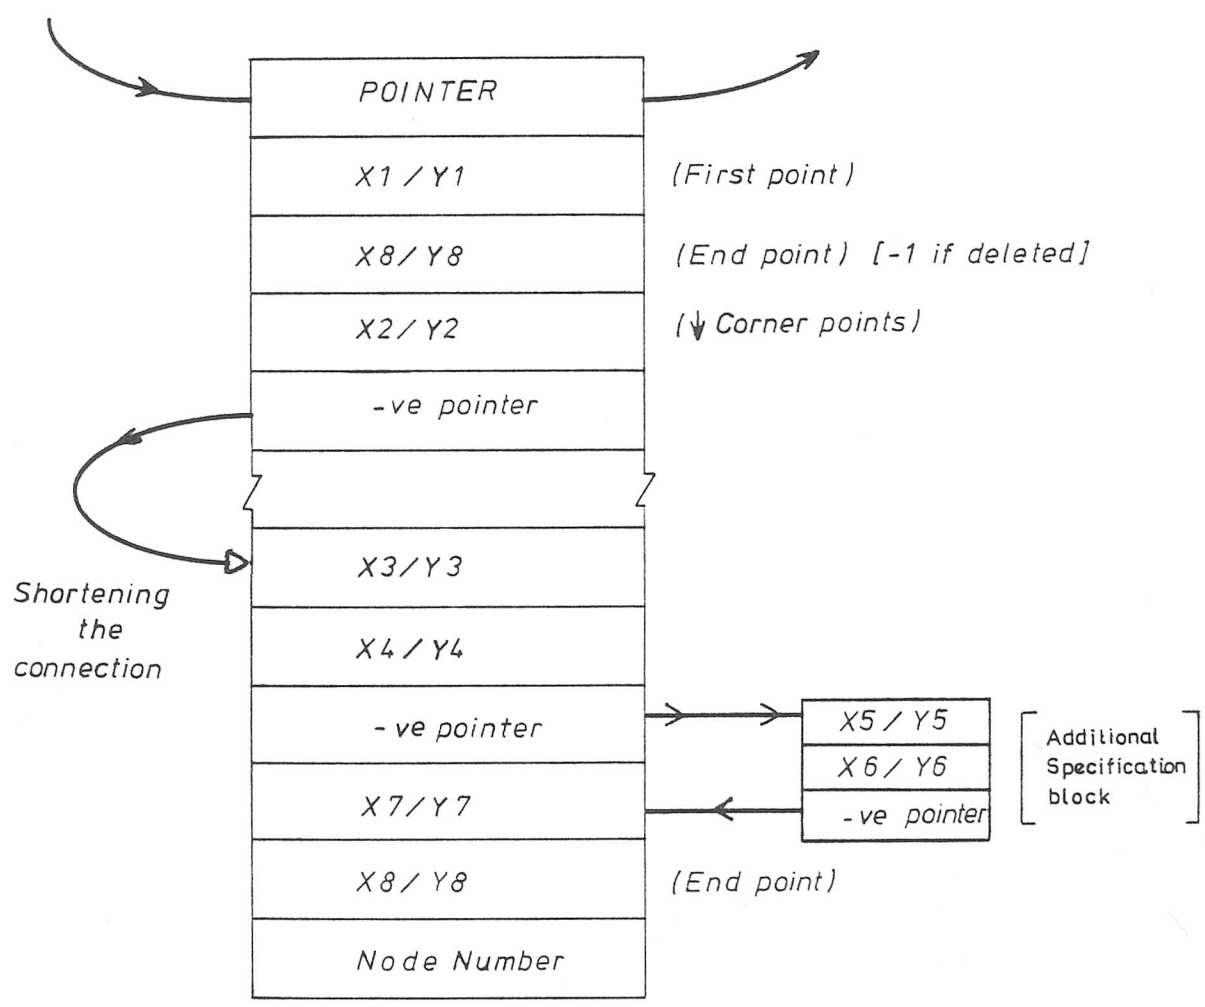 POINTER
X1/Y1 (First point)
X8/Y8 (End point) [-1 if deleted]
X2/Y2 (↓ Corner points)
-ve pointer
X3/Y3
Shortening
the
connection
X4/Y4
-ve pointer
X5/Y5
X6/Y6
-ve pointer
Additional
Specification
block
X7/Y7
X8/Y8 (End point)
Node Number